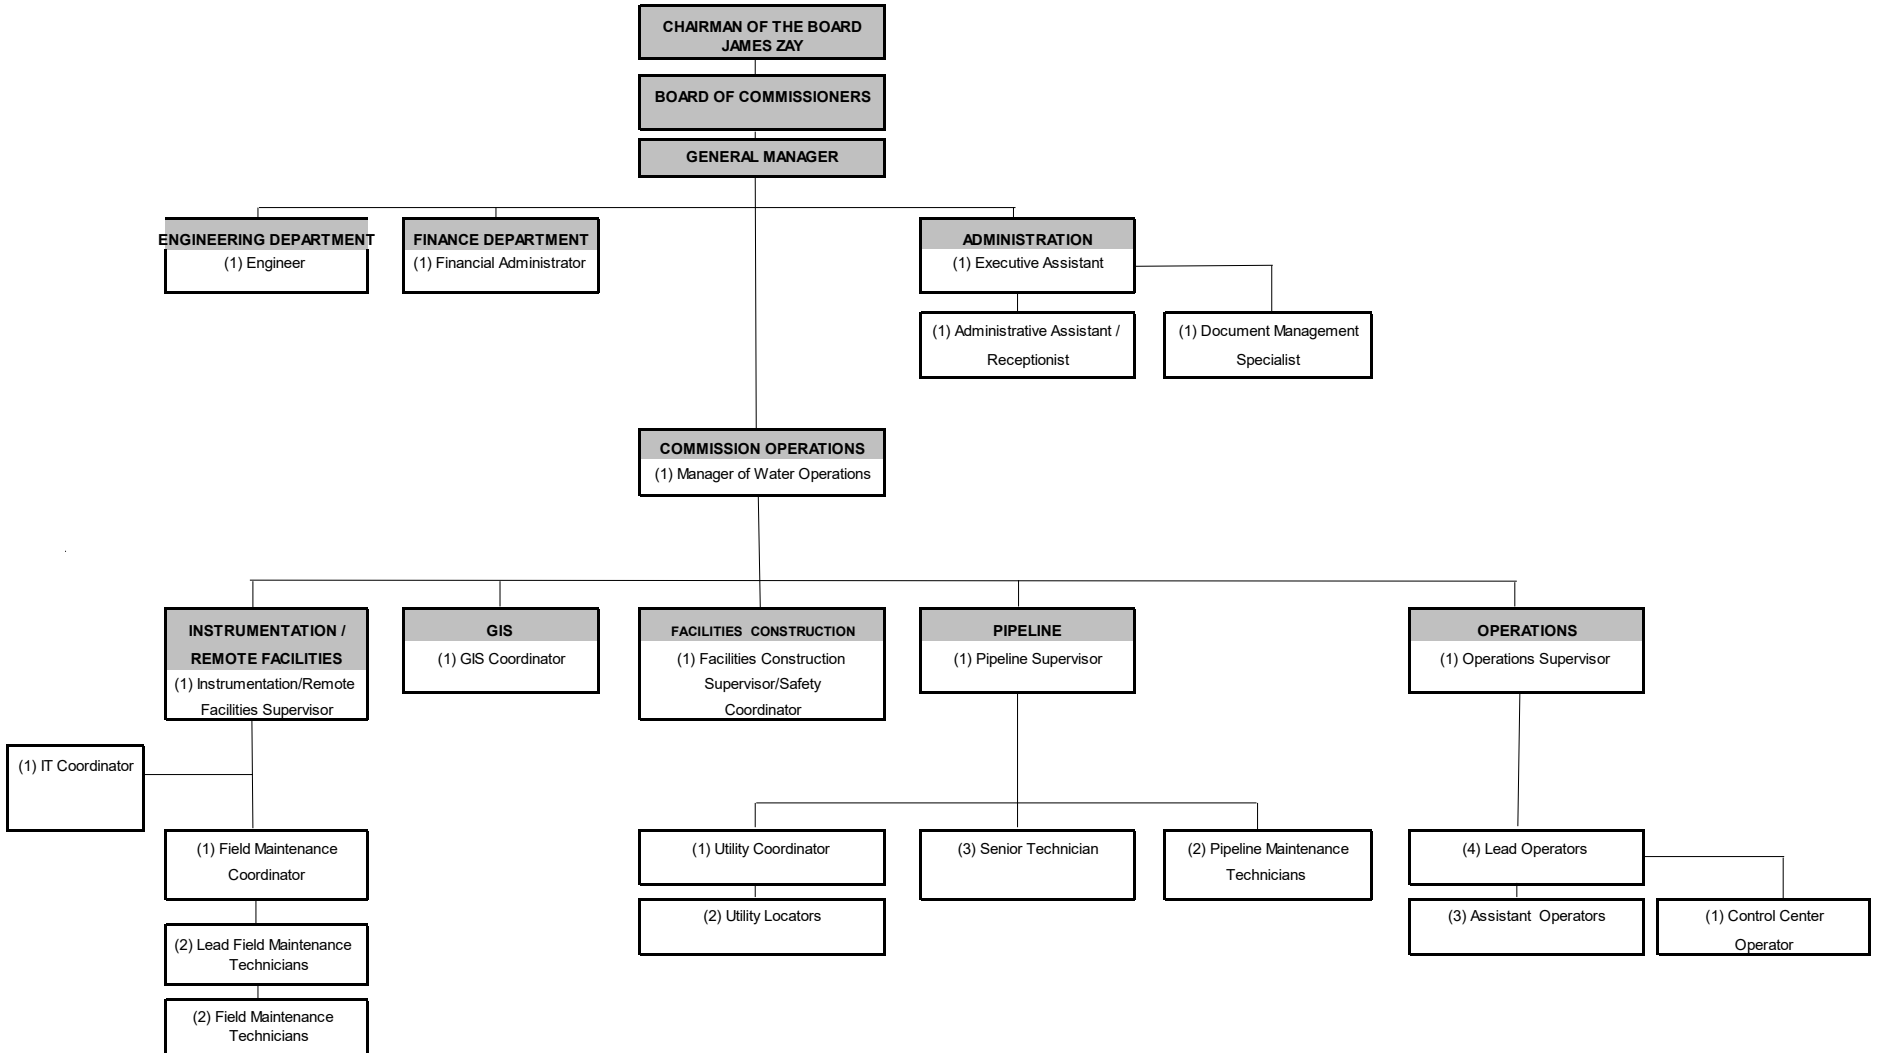 CHAIRMAN OF THE BOARD
JAMES ZAY
BOARD OF COMMISSIONERS
GENERAL MANAGER
ENGINEERING DEPARTMENT
(1) Engineer
FINANCE DEPARTMENT
(1) Financial Administrator
ADMINISTRATION
(1) Executive Assistant
(1) Administrative Assistant /
Receptionist
(1) Document Management
Specialist
COMMISSION OPERATIONS
(1) Manager of Water Operations
INSTRUMENTATION /
REMOTE FACILITIES
(1) Instrumentation/Remote
Facilities Supervisor
GIS
(1) GIS Coordinator
FACILITIES CONSTRUCTION
(1) Facilities Construction
Supervisor/Safety
Coordinator
PIPELINE
(1) Pipeline Supervisor
OPERATIONS
(1) Operations Supervisor
(1) IT Coordinator
(1) Field Maintenance
Coordinator
(2) Lead Field Maintenance
Technicians
(2) Field Maintenance
Technicians
(1) Utility Coordinator
(2) Utility Locators
(3) Senior Technician
(2) Pipeline Maintenance
Technicians
(4) Lead Operators
(3) Assistant Operators
(1) Control Center
Operator